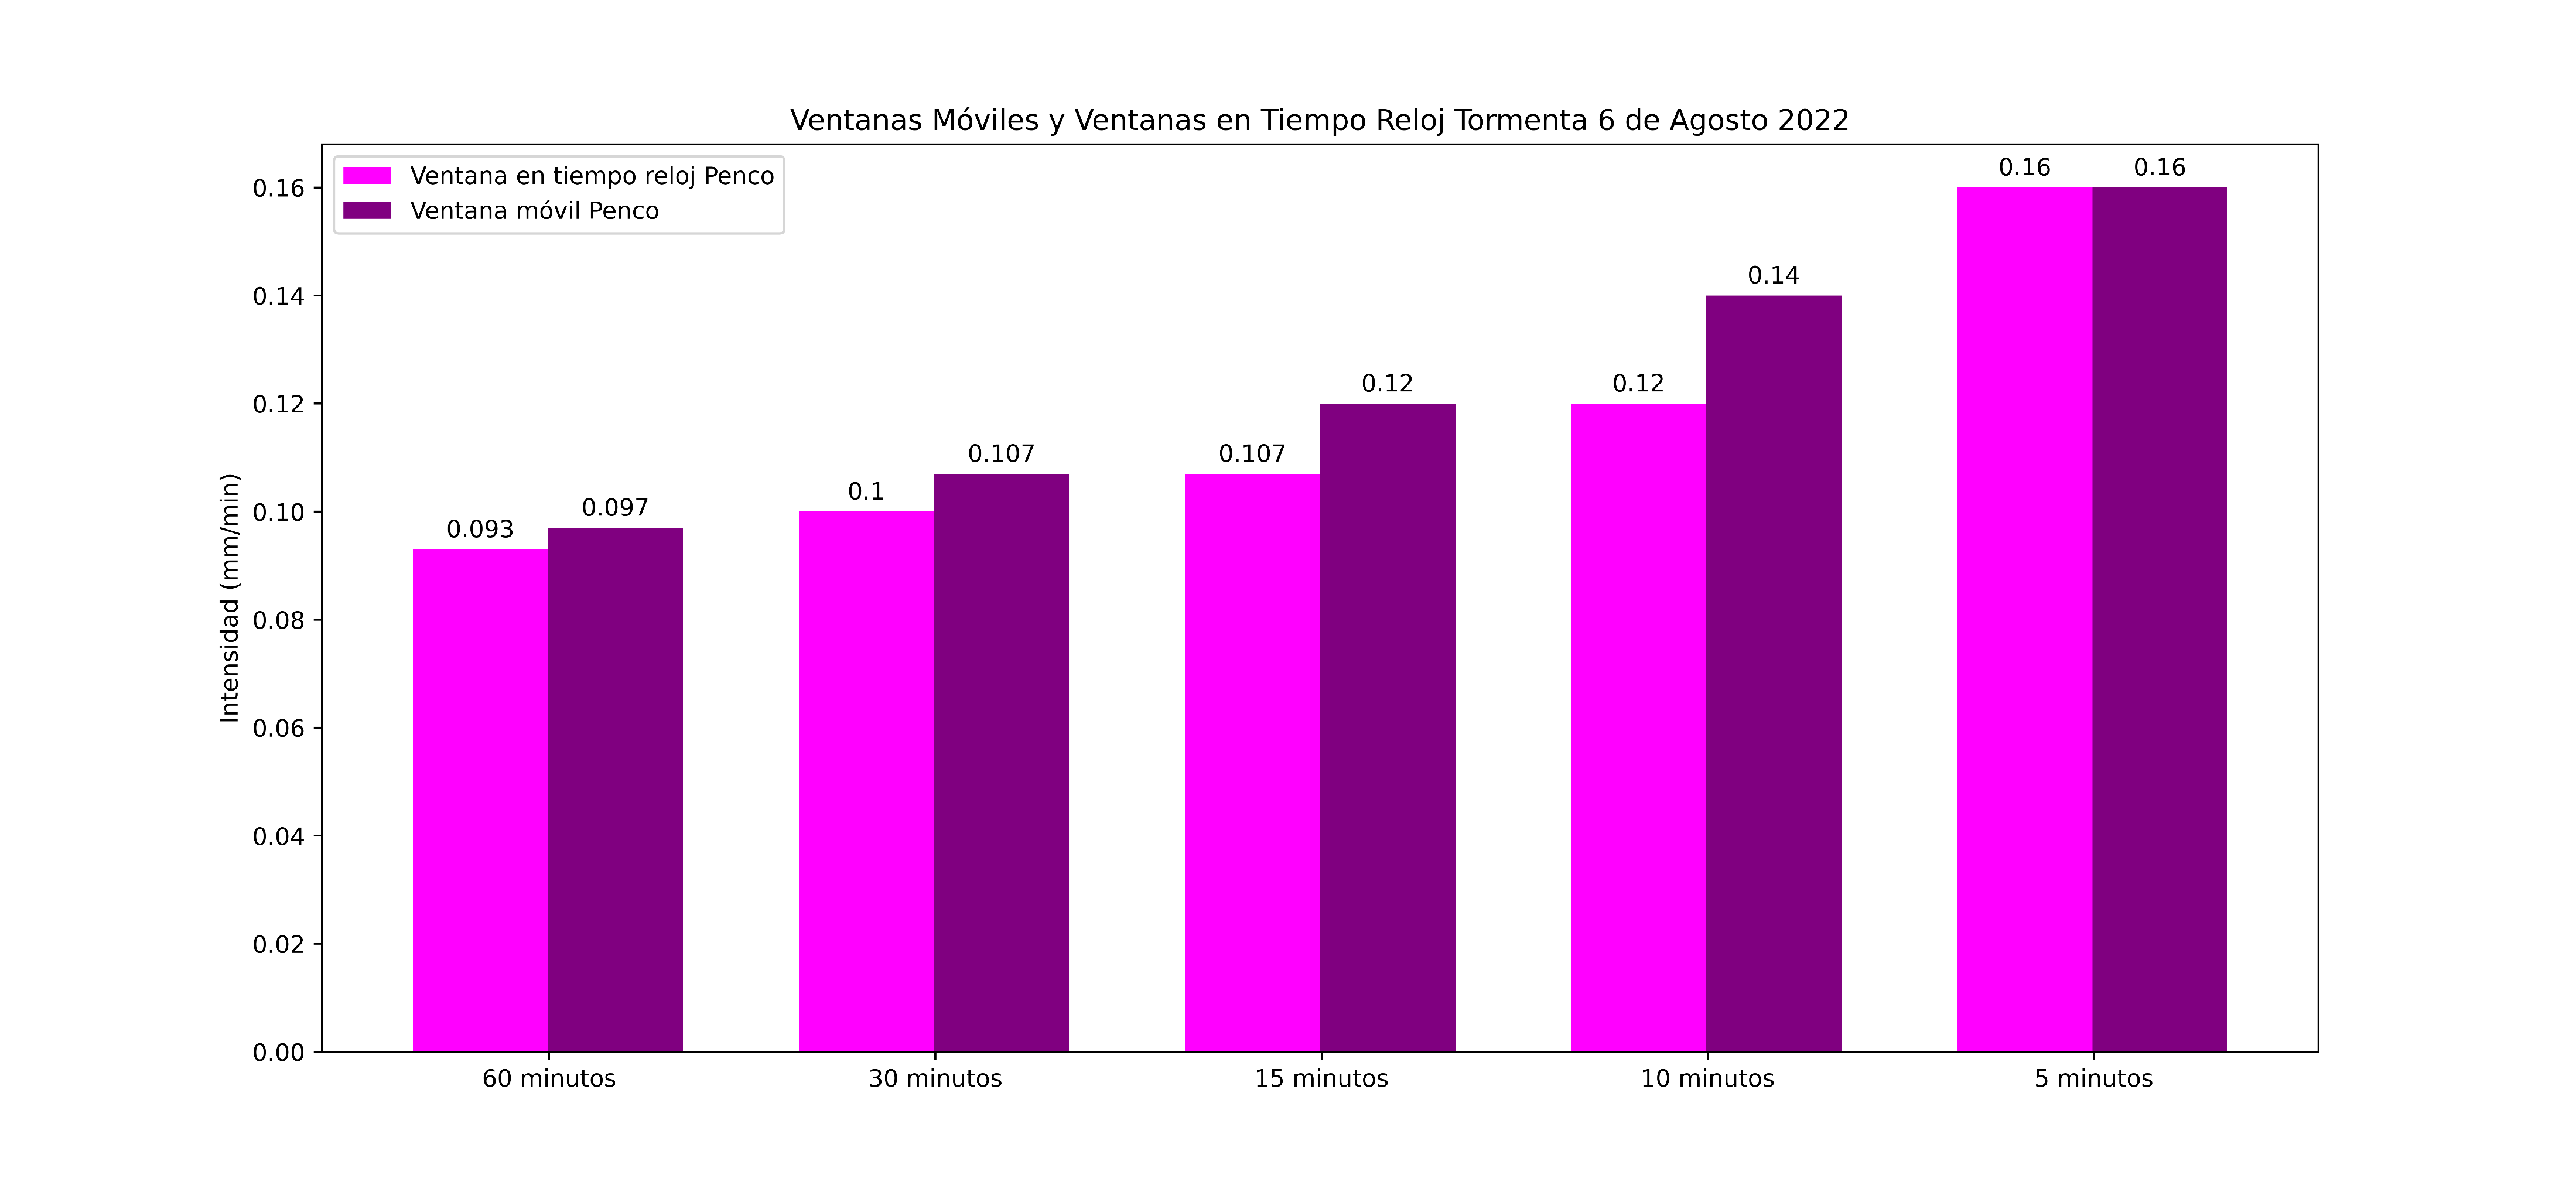 Ventanas Móviles y Ventanas en Tiempo Reloj Tormenta 6 de Agosto 2022
Ventana en tiempo reloj Penco
Ventana móvil Penco
Intensidad (mm/min)
0.16
0.14
0.12
0.10
0.08
0.06
0.04
0.02
0.00
0.093
0.097
0.1
0.107
0.107
0.12
0.12
0.14
0.16
0.16
60 minutos
30 minutos
15 minutos
10 minutos
5 minutos